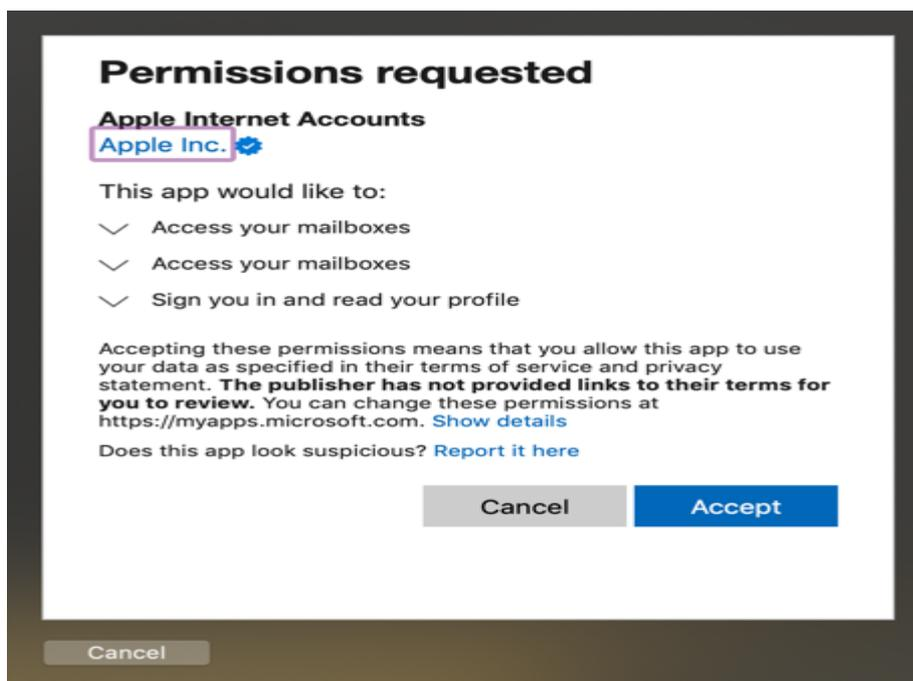 Permissions requested
Apple Internet Accounts
Apple Inc.
This app would like to:
Access your mailboxes
Access your mailboxes
Sign you in and read your profile
Accepting these permissions means that you allow this app to use
your data as specified in their terms of service and privacy
statement. The publisher has not provided links to their terms for
you to review. You can change these permissions at
https://myapps.microsoft.com. Show details
Does this app look suspicious? Report it here
Cancel Accept
Cancel